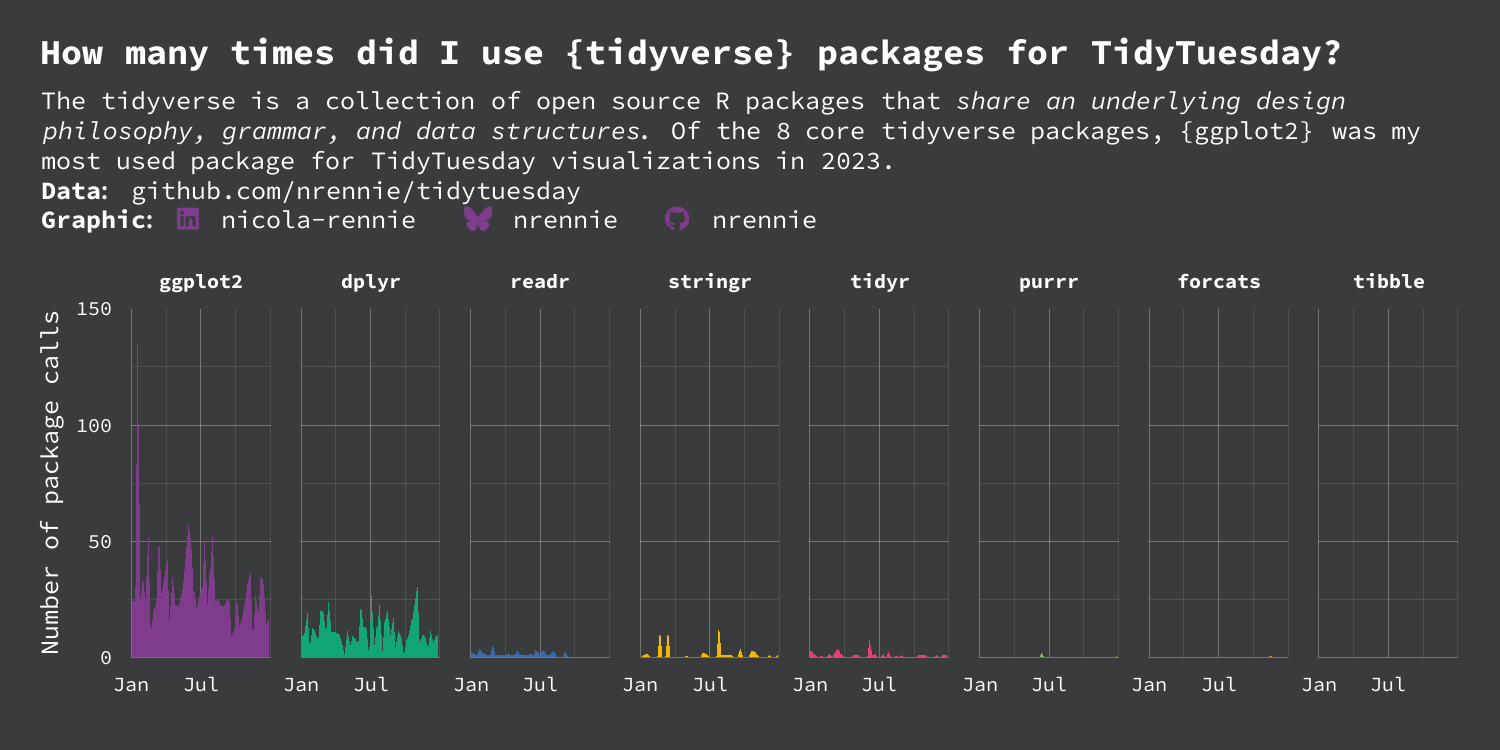 How many times did I use {tidyverse} packages for TidyTuesday?
The tidyverse is a collection of open source R packages that share an underlying design
philosophy, grammar, and data structures. Of the 8 core tidyverse packages, {ggplot2} was my
most used package for TidyTuesday visualizations in 2023.
Data: github.com/nrennie/tidytuesday
Graphic: nicola-rennie nrennie nrennie
ggplot2 dplyr readr stringr tidyr purrr forcats tibble
Number of package calls
150
100
50
0
Jan Jul Jan Jul Jan Jul Jan Jul Jan Jul Jan Jul Jan Jul Jan Jul